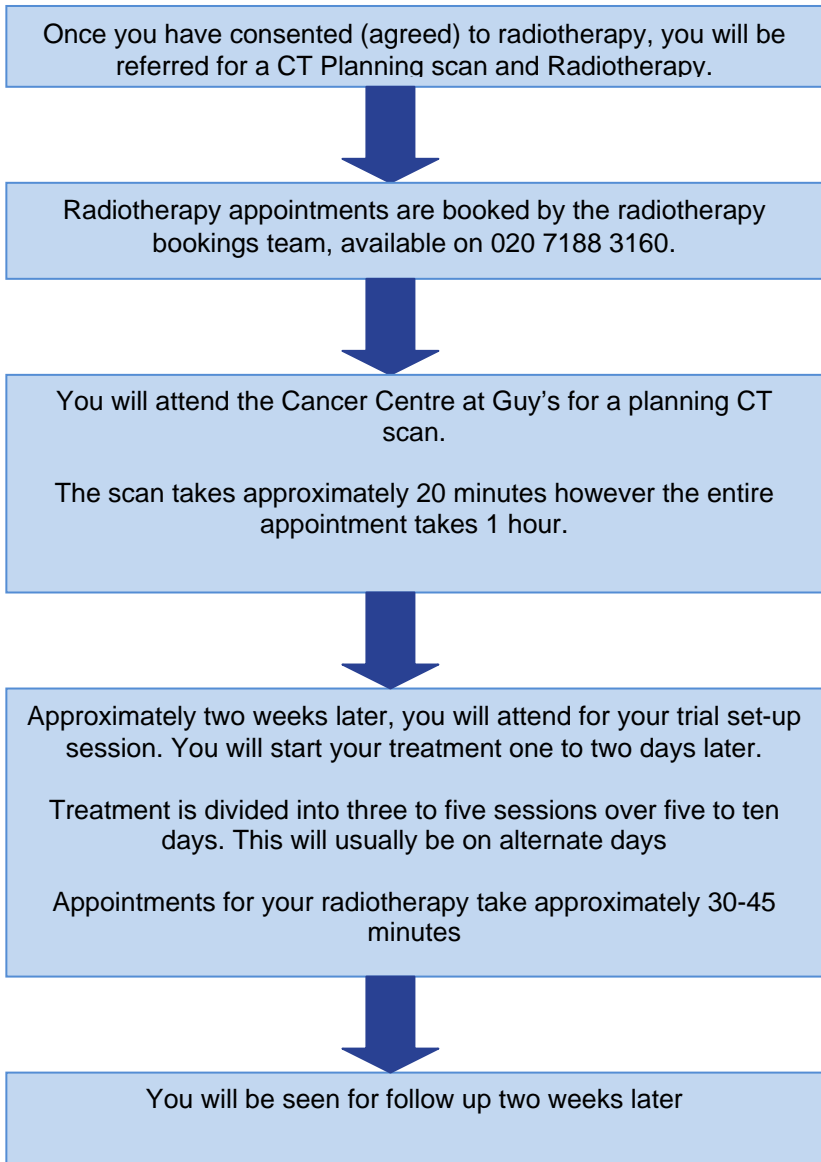 Once you have consented (agreed) to radiotherapy, you will be
referred for a CT Planning scan and Radiotherapy.
Radiotherapy appointments are booked by the radiotherapy
bookings team, available on 020 7188 3160.
You will attend the Cancer Centre at Guy’s for a planning CT
scan.
The scan takes approximately 20 minutes however the entire
appointment takes 1 hour.
Approximately two weeks later, you will attend for your trial set-up
session. You will start your treatment one to two days later.
Treatment is divided into three to five sessions over five to ten
days. This will usually be on alternate days
Appointments for your radiotherapy take approximately 30-45
minutes
You will be seen for follow up two weeks later